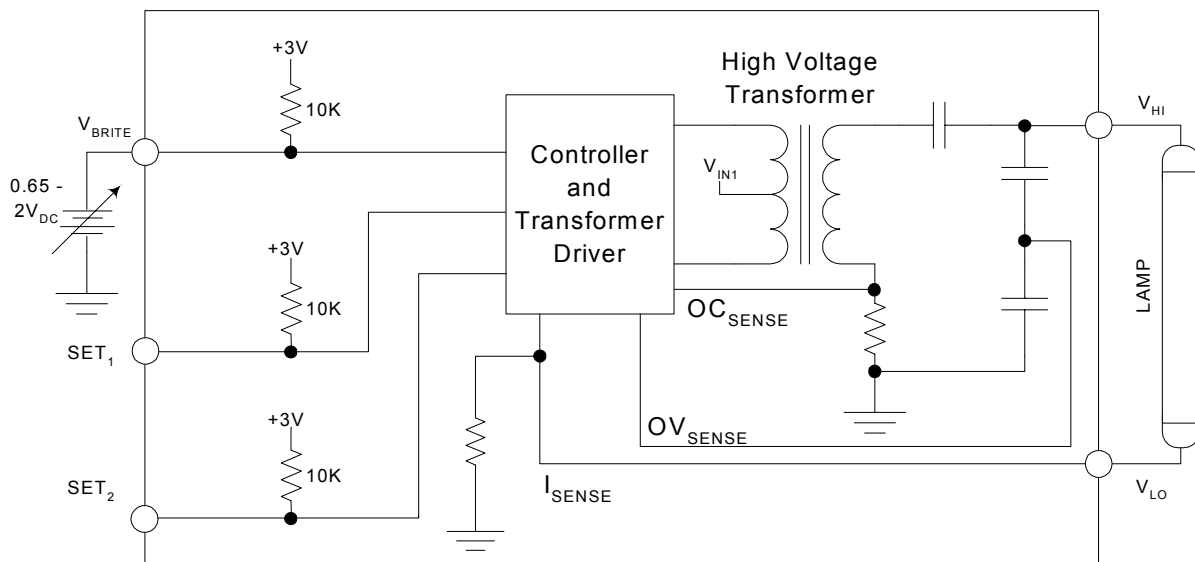 +3V
10K
V_BRITE
0.65 -
2V_DC
+3V
10K
SET_1
+3V
10K
SET_2
Controller
and
Transformer
Driver
High Voltage
Transformer
V_IN1
OC_SENSE
OV_SENSE
I_SENSE
V_HI
LAMP
V_LO